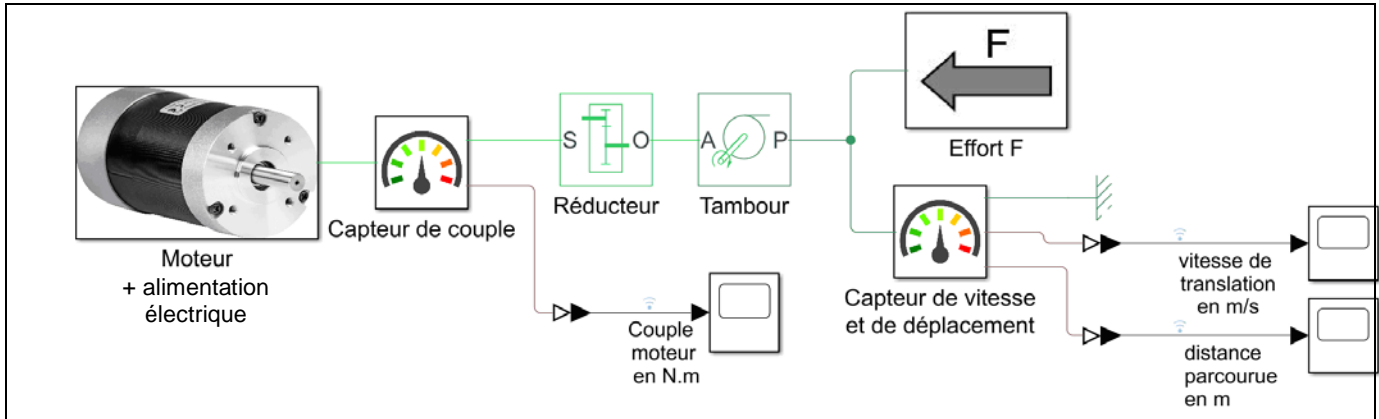 F
Effort F
S
O
A
P
Réducteur
Tambour
Capteur de couple
Moteur
+ alimentation
électrique
Couple
moteur
en N.m
Capteur de vitesse
et de déplacement
vitesse de
translation
en m/s
distance
parcourue
en m